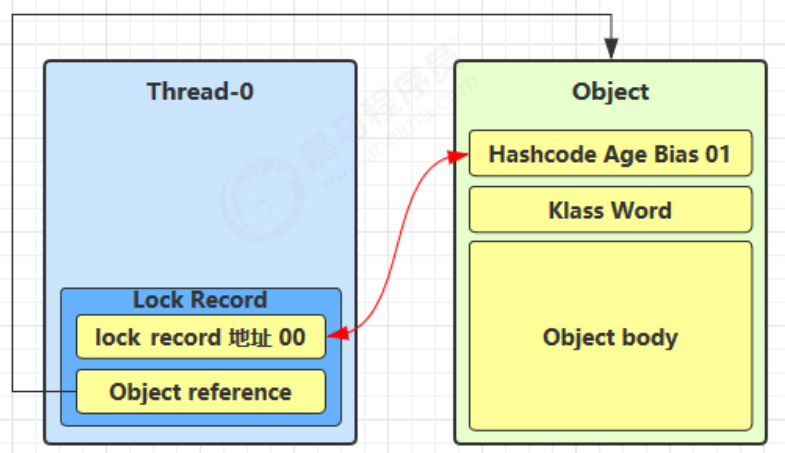 Thread-0
Lock Record
lock record 地址 00
Object reference
Object
Hashcode Age Bias 01
Klass Word
Object body
黑马程序员
www.itheima.com